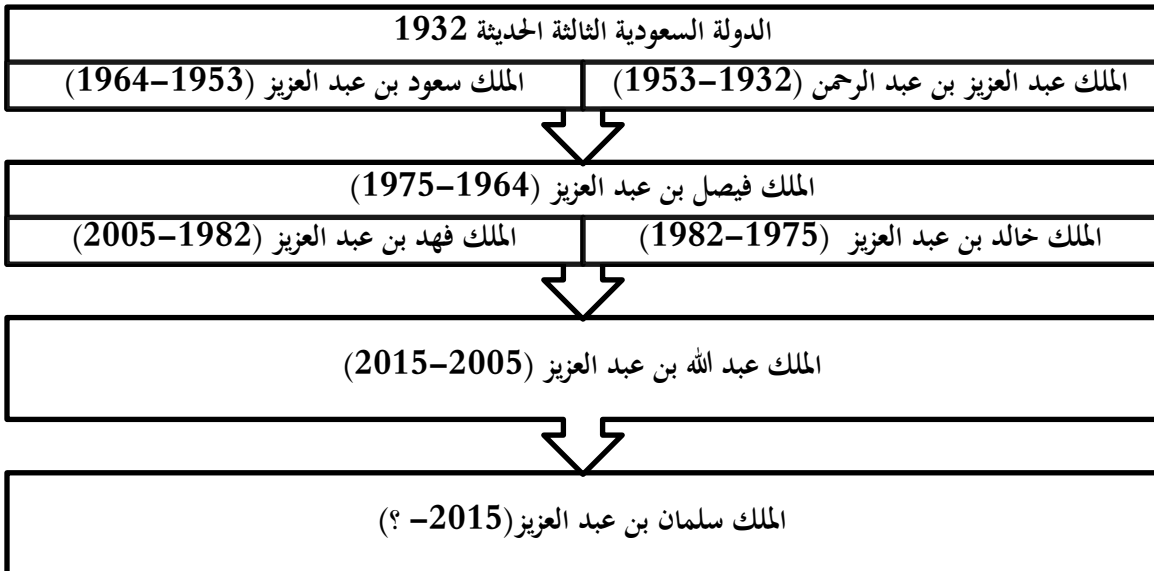 الدولة السعودية الثالثة الحديثة 1932
الملك عبد العزيز بن عبد الرحمن (1932–1953)
الملك سعود بن عبد العزيز (1953–1964)
الملك فيصل بن عبد العزيز (1964–1975)
الملك خالد بن عبد العزيز (1975–1982)
الملك فهد بن عبد العزيز (1982–2005)
الملك عبد الله بن عبد العزيز (2005–2015)
الملك سلمان بن عبد العزيز(2015– ؟)